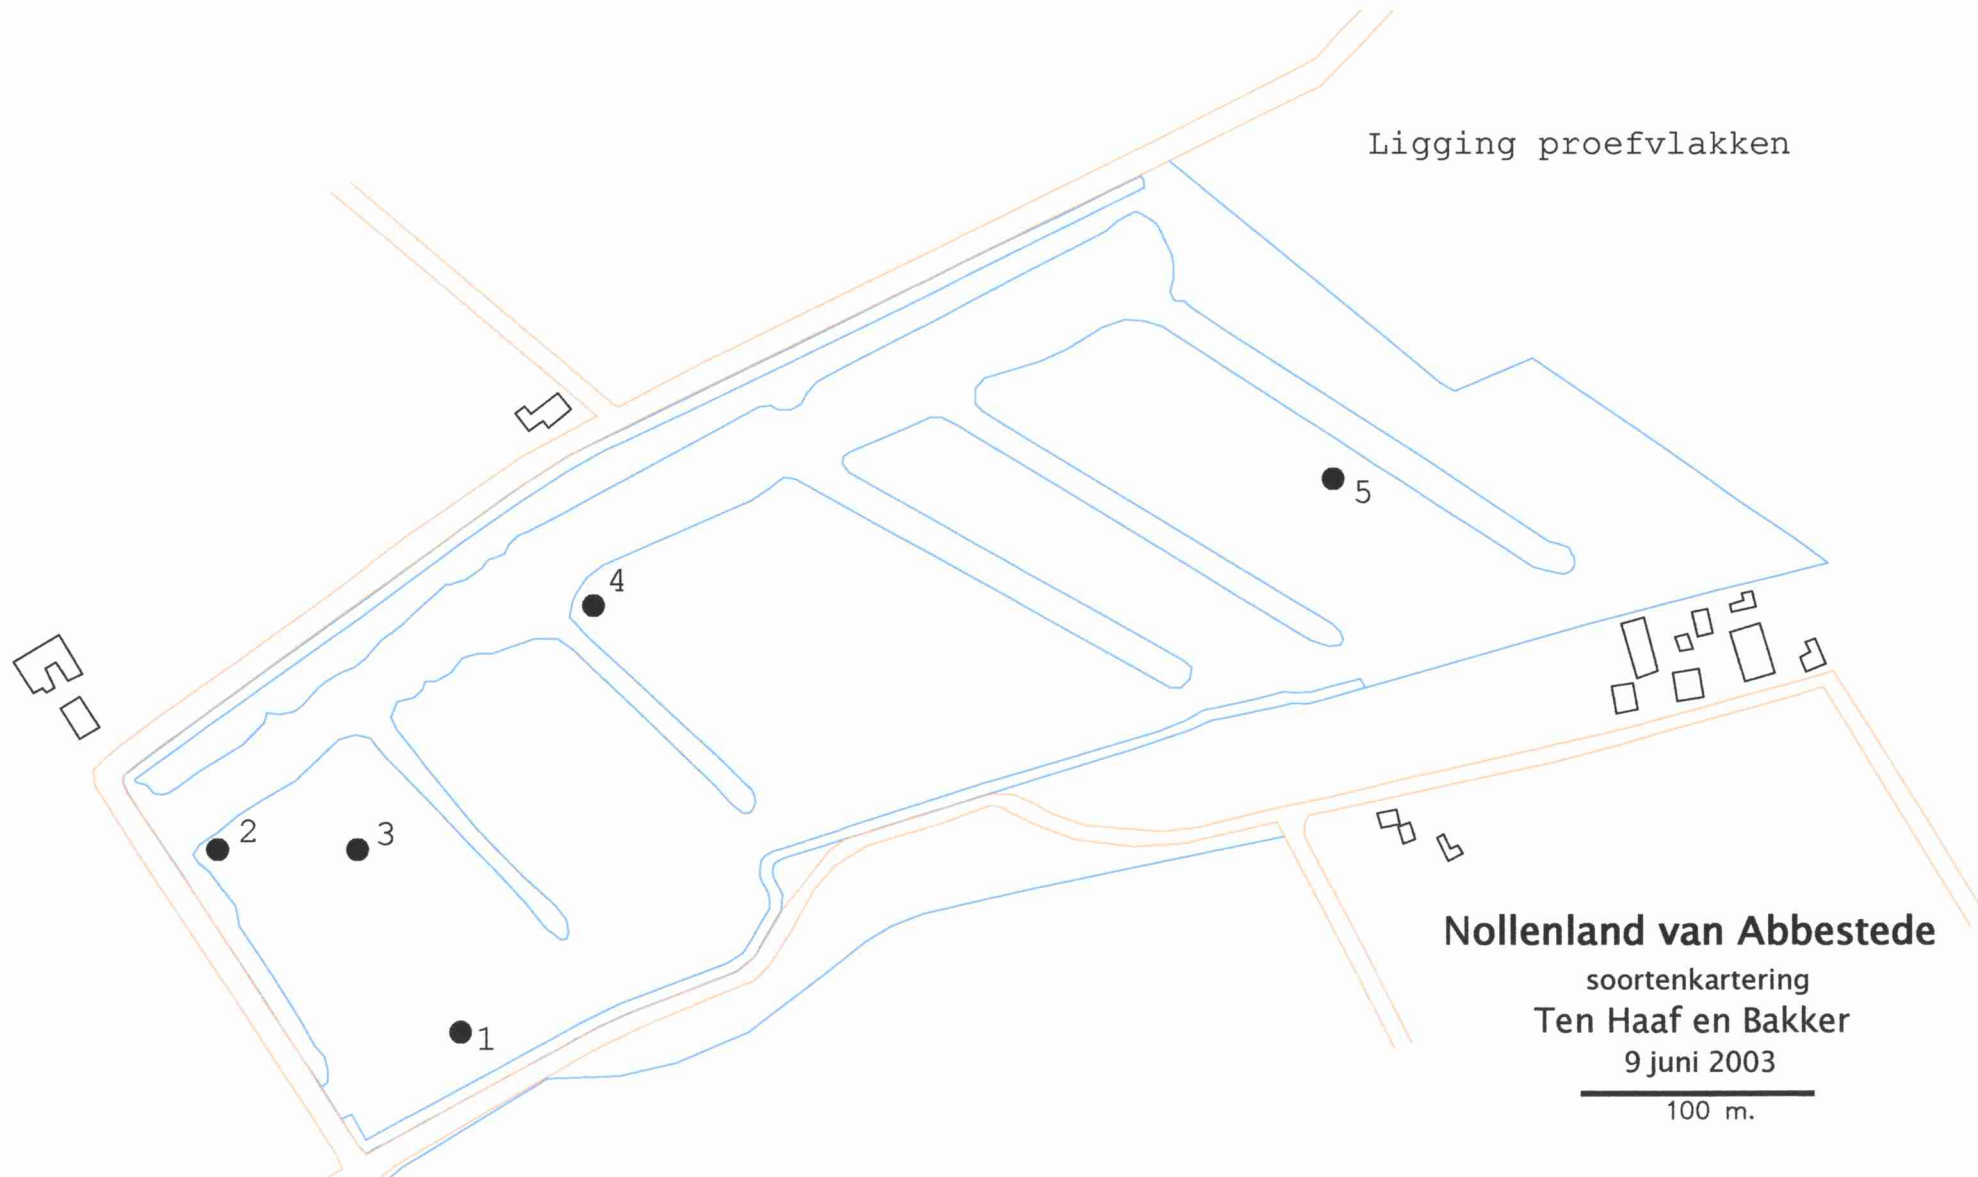 Ligging proefvlakken
5
4
2
3
1
Nollenland van Abbestede
soortenkartering
Ten Haaf en Bakker
9 juni 2003
100 m.